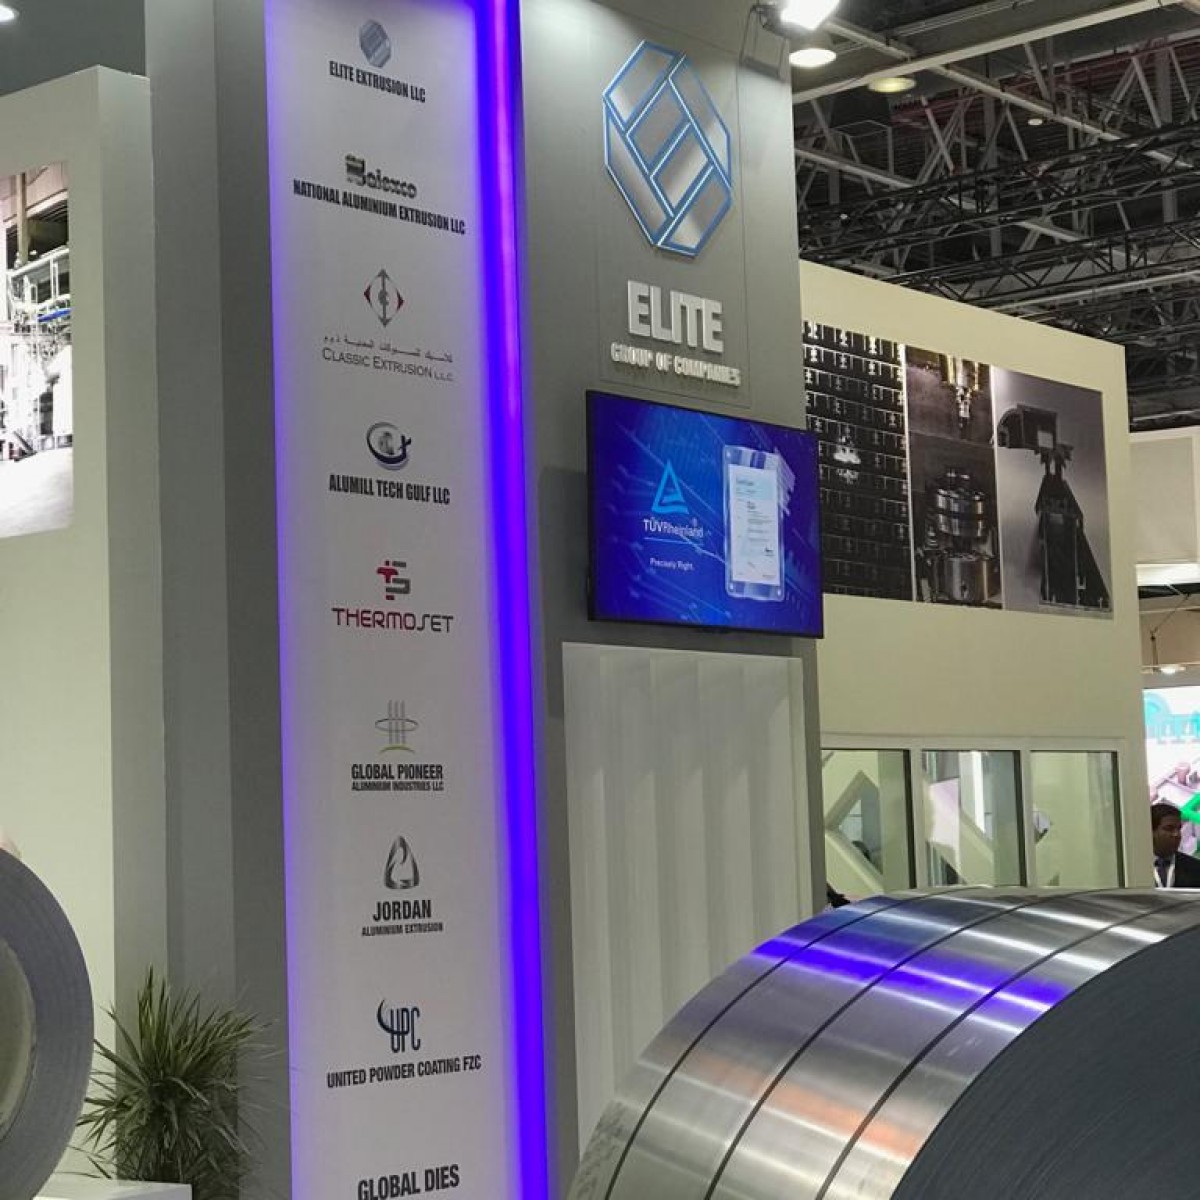 ELITE EXTRUSION LLC
Balexco
NATIONAL ALUMINIUM EXTRUSION LLC
CLASSIC EXTRUSION L.L.C.
ALUMILL TECH GULF LLC
TS
THERMOSET
GLOBAL PIONEER
ALUMINIUM INDUSTRIES LLC
JORDAN
ALUMINIUM EXTRUSION
UPC
UNITED POWDER COATING FZC
GLOBAL DIES
ELITE
GROUP OF COMPANIES
TÜVRheinland®
Precisely Right.